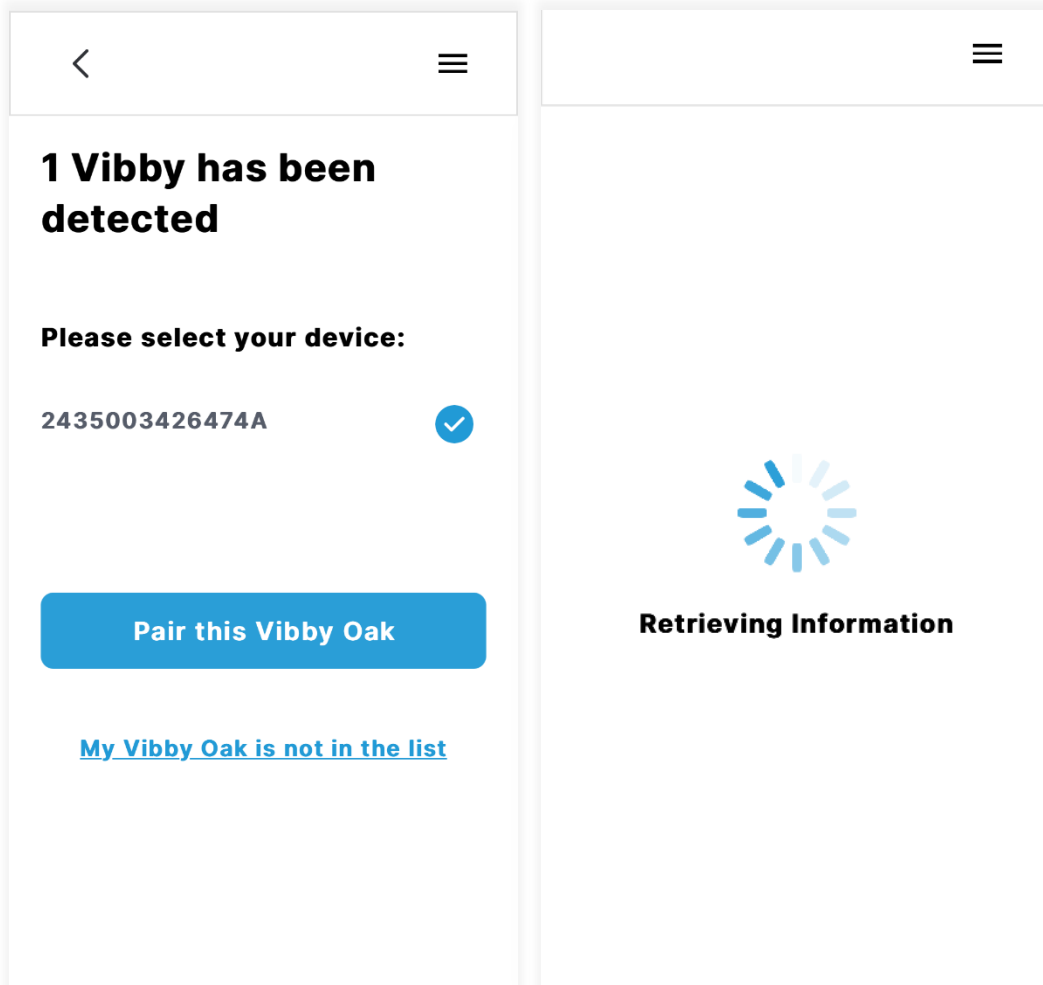 1 Vibby has been
detected
Please select your device:
2435003426474A
Pair this Vibby Oak
My Vibby Oak is not in the list
Retrieving Information